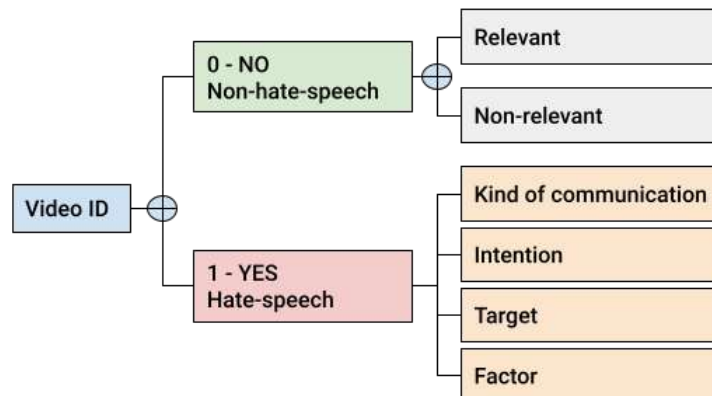 Video ID
0 - NO
Non-hate-speech
Relevant
Non-relevant
1 - YES
Hate-speech
Kind of communication
Intention
Target
Factor